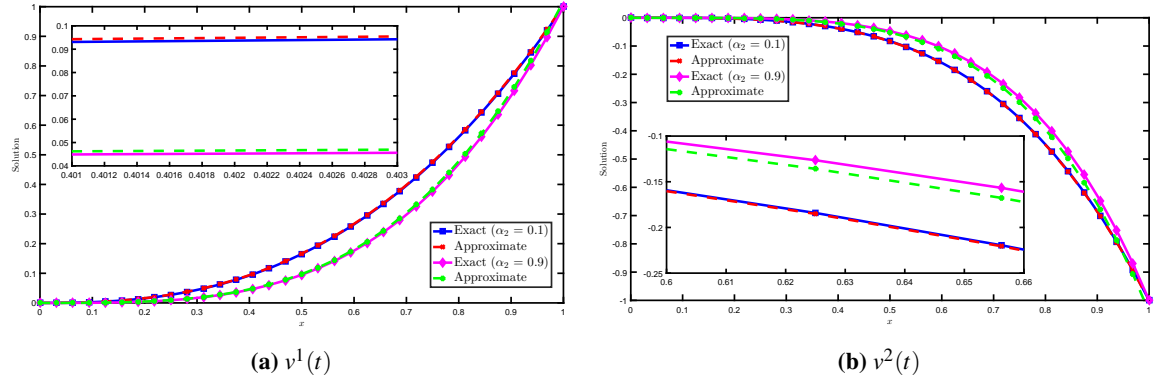 1
0.9
0.8
0.7
0.6
0.5
0.4
0.3
0.2
0.1
0
Solution
0.1
0.09
0.08
0.07
0.06
0.05
0.04
0.401 0.4012 0.4014 0.4016 0.4018 0.402 0.4022 0.4024 0.4026 0.4028 0.403
Exact (α₂ = 0.1)
Approximate
Exact (α₂ = 0.9)
Approximate
0 0.1 0.2 0.3 0.4 0.5 0.6 0.7 0.8 0.9 1
x
(a) v¹(t)
0
-0.1
-0.2
-0.3
-0.4
-0.5
-0.6
-0.7
-0.8
-0.9
-1
Solution
Exact (α₂ = 0.1)
Approximate
Exact (α₂ = 0.9)
Approximate
-0.1
-0.15
-0.2
-0.25
0.6 0.61 0.62 0.63 0.64 0.65 0.66
0 0.1 0.2 0.3 0.4 0.5 0.6 0.7 0.8 0.9 1
x
(b) v²(t)